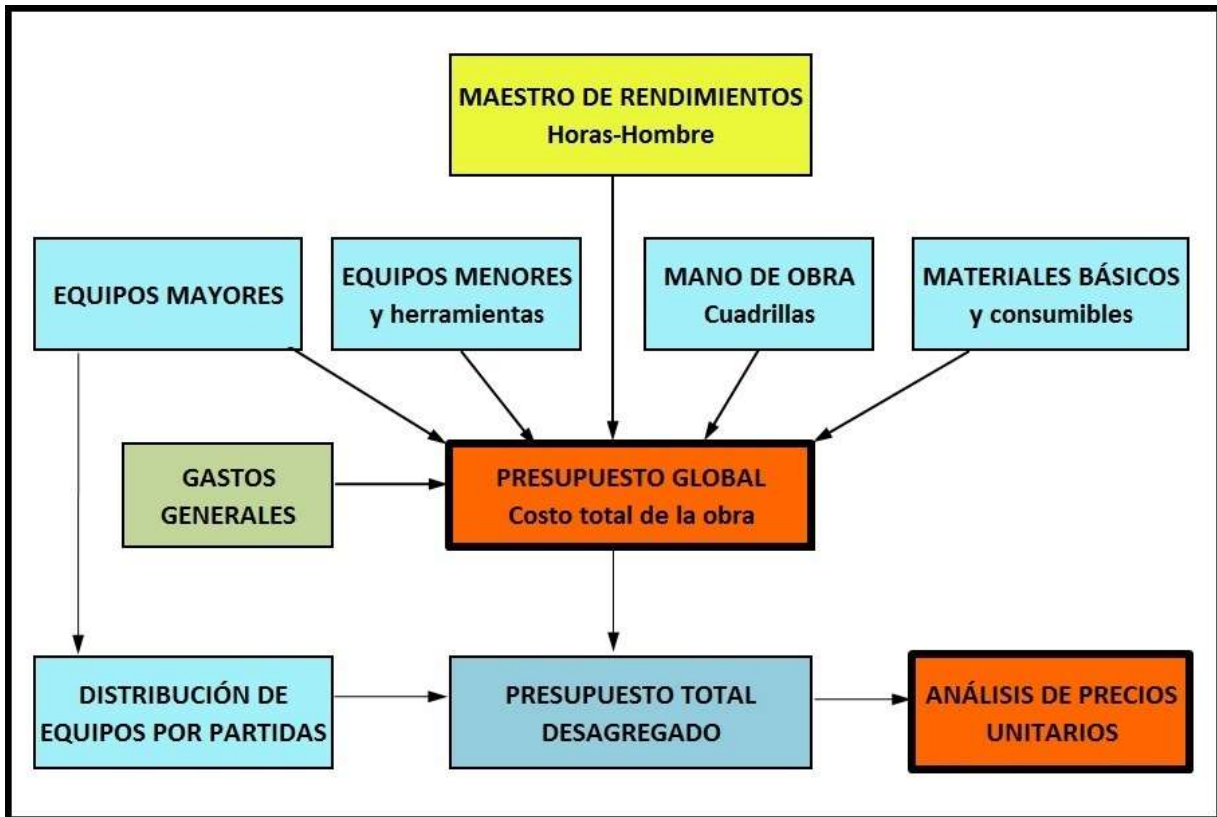 MAESTRO DE RENDIMIENTOS
Horas-Hombre
EQUIPOS MAYORES
EQUIPOS MENORES
y herramientas
MANO DE OBRA
Cuadrillas
MATERIALES BÁSICOS
y consumibles
GASTOS
GENERALES
PRESUPUESTO GLOBAL
Costo total de la obra
DISTRIBUCIÓN DE
EQUIPOS POR PARTIDAS
PRESUPUESTO TOTAL
DESAGREGADO
ANÁLISIS DE PRECIOS
UNITARIOS